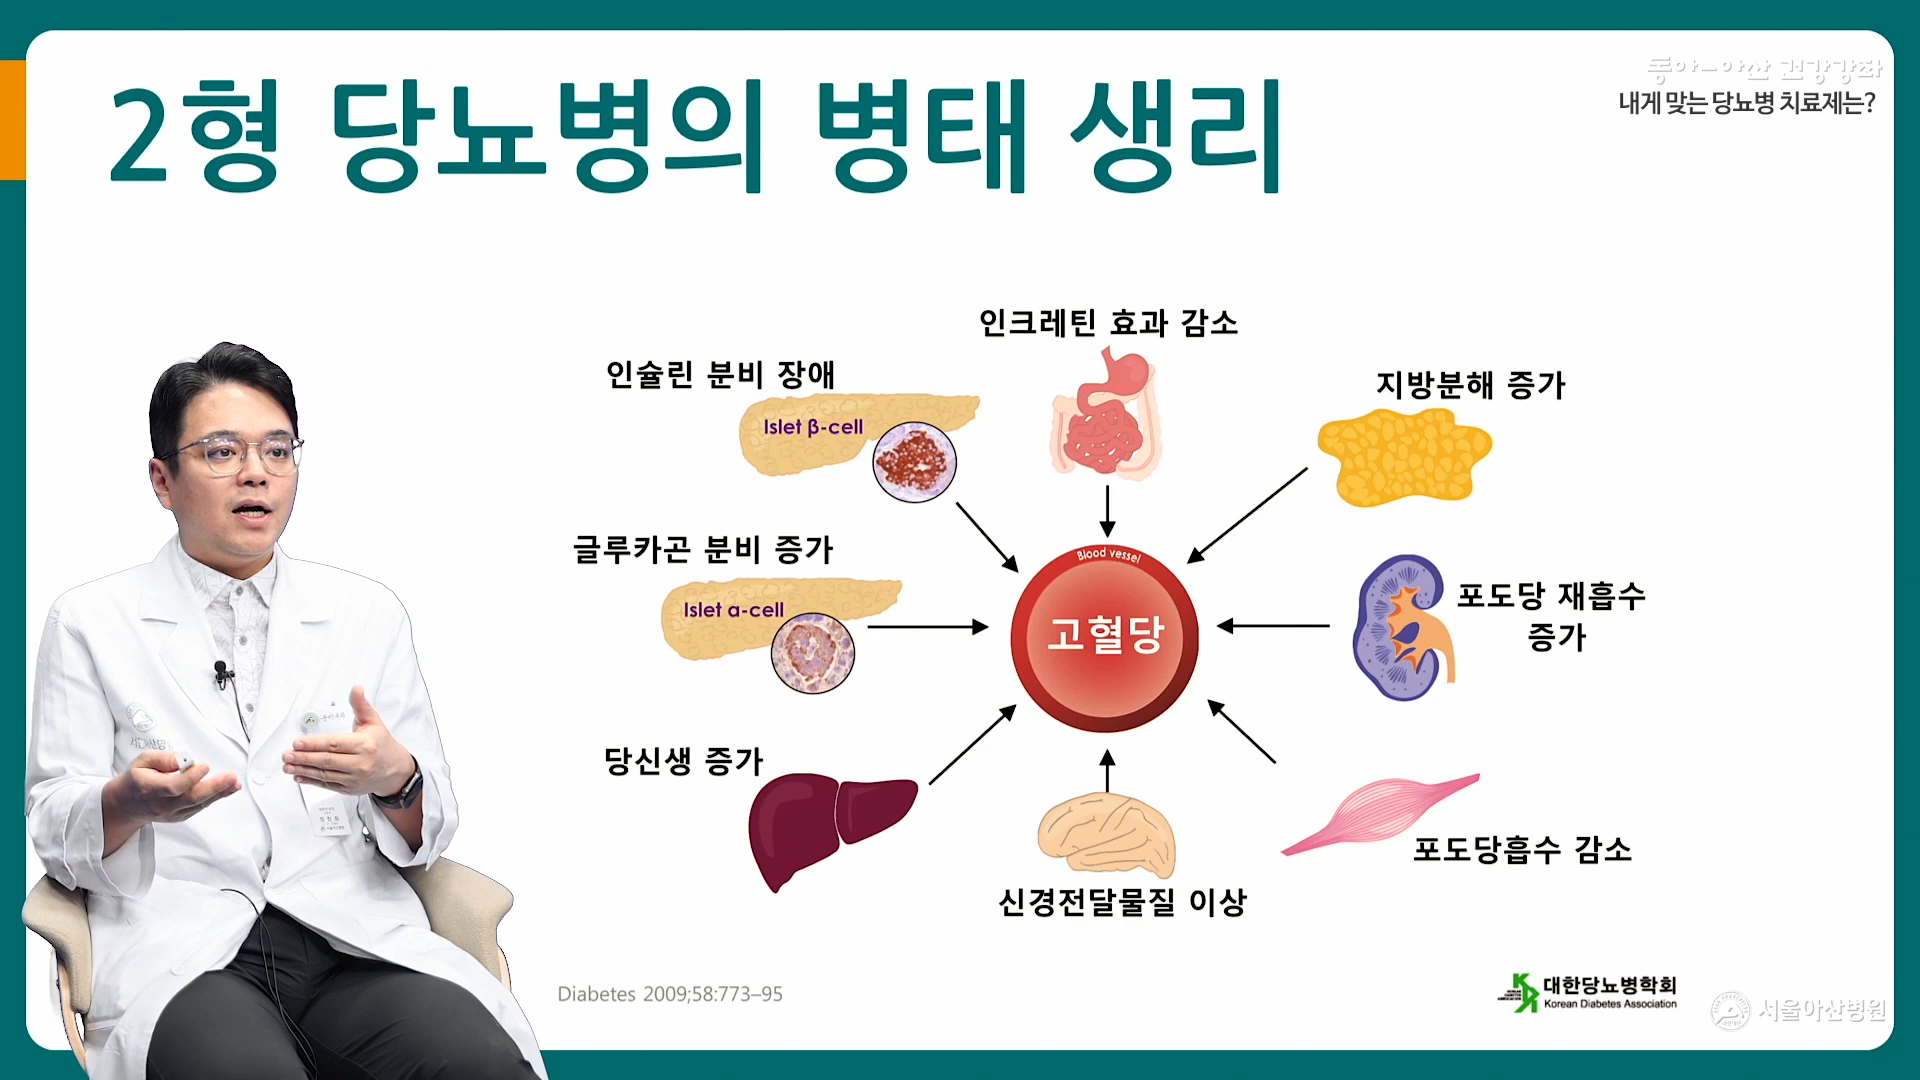 동아-아산 건강강좌
내게 맞는 당뇨병 치료제는?
2형 당뇨병의 병태 생리
인크레틴 효과 감소
인슐린 분비 장애
Islet β-cell
지방분해 증가
글루카곤 분비 증가
Islet α-cell
Blood vessel
고혈당
포도당 재흡수
증가
당신생 증가
포도당흡수 감소
신경전달물질 이상
Diabetes 2009;58:773–95
대한당뇨병학회
Korean Diabetes Association
서울아산병원